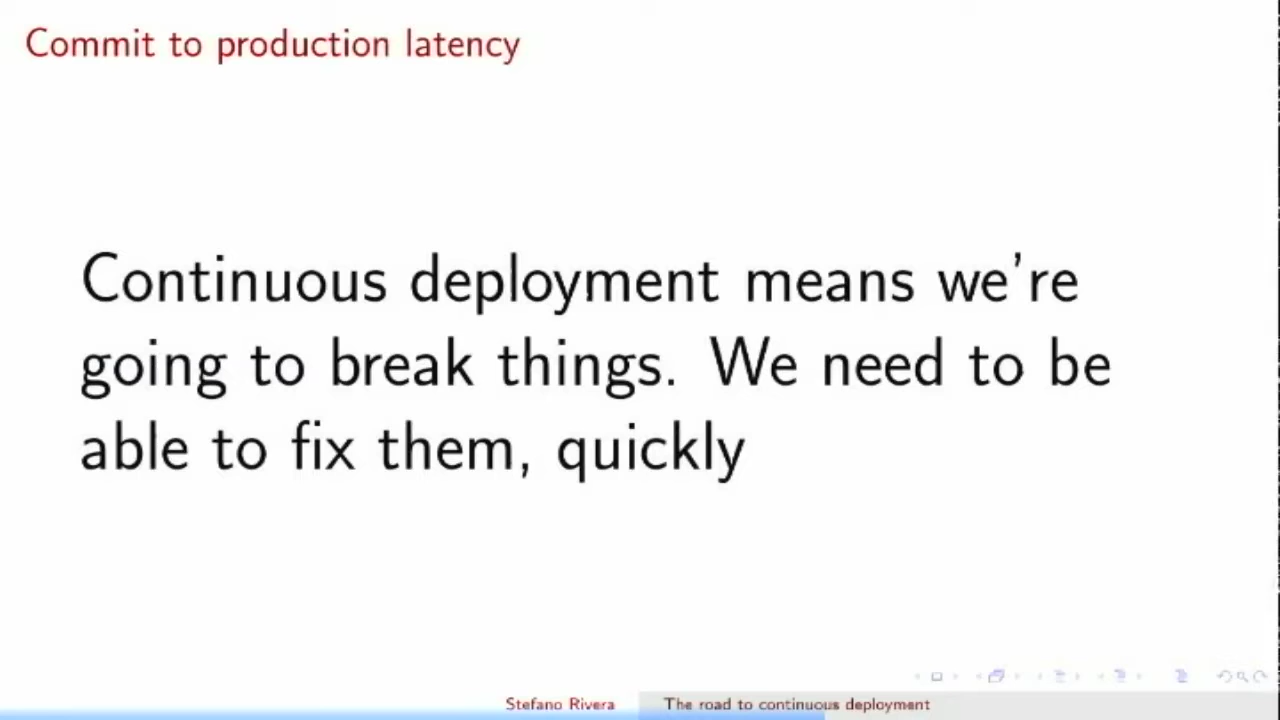 Commit to production latency
Continuous deployment means we're
going to break things. We need to be
able to fix them, quickly
Stefano Rivera
The road to continuous deployment